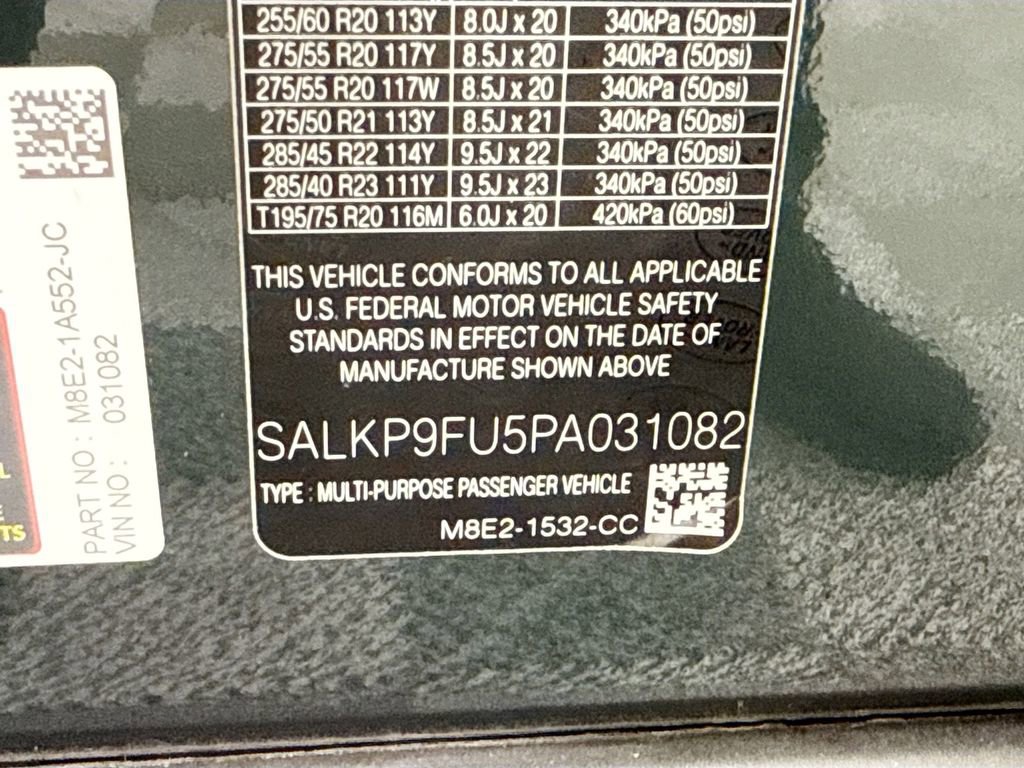 255/60 R20 113Y 8.0J x 20 340kPa (50psi)
275/55 R20 117Y 8.5J x 20 340kPa (50psi)
275/55 R20 117W 8.5J x 20 340kPa (50psi)
275/50 R21 113Y 8.5J x 21 340kPa (50psi)
285/45 R22 114Y 9.5J x 22 340kPa (50psi)
285/40 R23 111Y 9.5J x 23 340kPa (50psi)
T195/75 R20 116M 6.0J x 20 420kPa (60psi)
THIS VEHICLE CONFORMS TO ALL APPLICABLE
U.S. FEDERAL MOTOR VEHICLE SAFETY
STANDARDS IN EFFECT ON THE DATE OF
MANUFACTURE SHOWN ABOVE
SALKP9FU5PA031082
TYPE : MULTI-PURPOSE PASSENGER VEHICLE
M8E2-1532-CC
PART NO : M8E2-1A552-JC
VIN NO : 031082